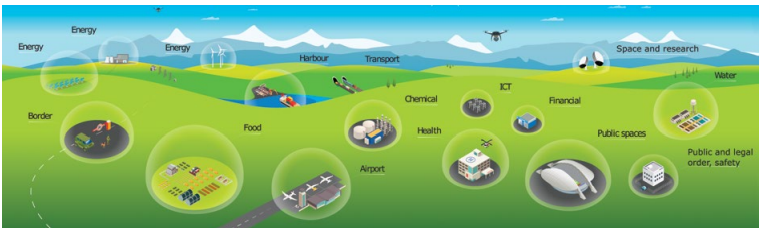 Energy
Energy
Energy
Harbour
Transport
Space and research
Water
Border
Food
Chemical
Health
Airport
ICT
Financial
Public spaces
Public and legal
order, safety